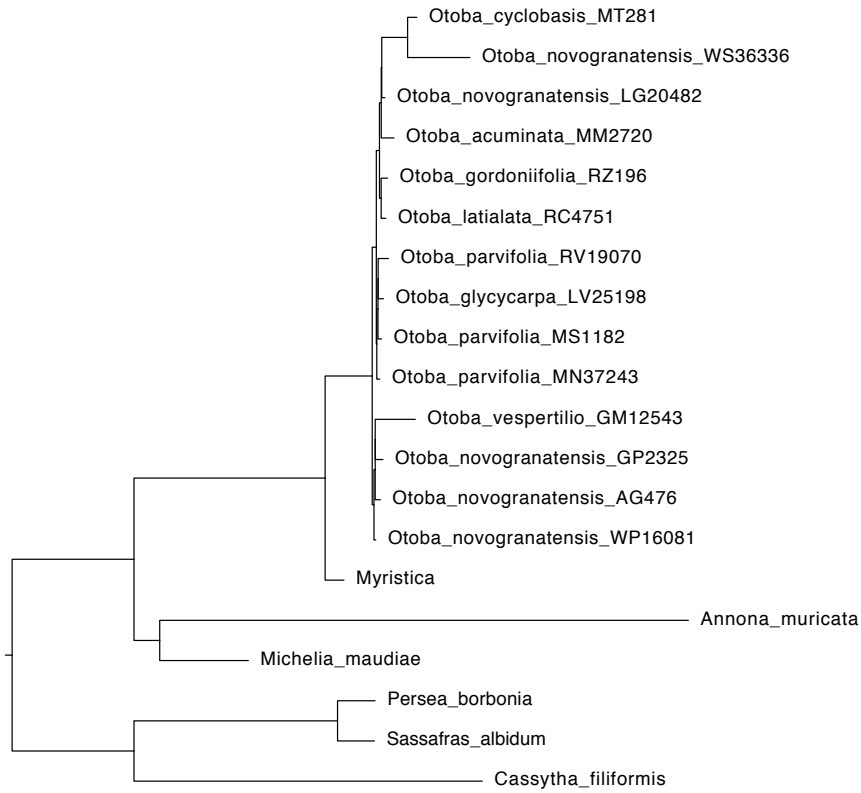 Otoba_cyclobasis_MT281
Otoba_novogranatensis_WS36336
Otoba_novogranatensis_LG20482
Otoba_acuminata_MM2720
Otoba_gordoniifolia_RZ196
Otoba_latialata_RC4751
Otoba_parvifolia_RV19070
Otoba_glycycarpa_LV25198
Otoba_parvifolia_MS1182
Otoba_parvifolia_MN37243
Otoba_vespertilio_GM12543
Otoba_novogranatensis_GP2325
Otoba_novogranatensis_AG476
Otoba_novogranatensis_WP16081
Myristica
Annona_muricata
Michelia_maudiae
Persea_borbonia
Sassafras_albidum
Cassytha_filiformis